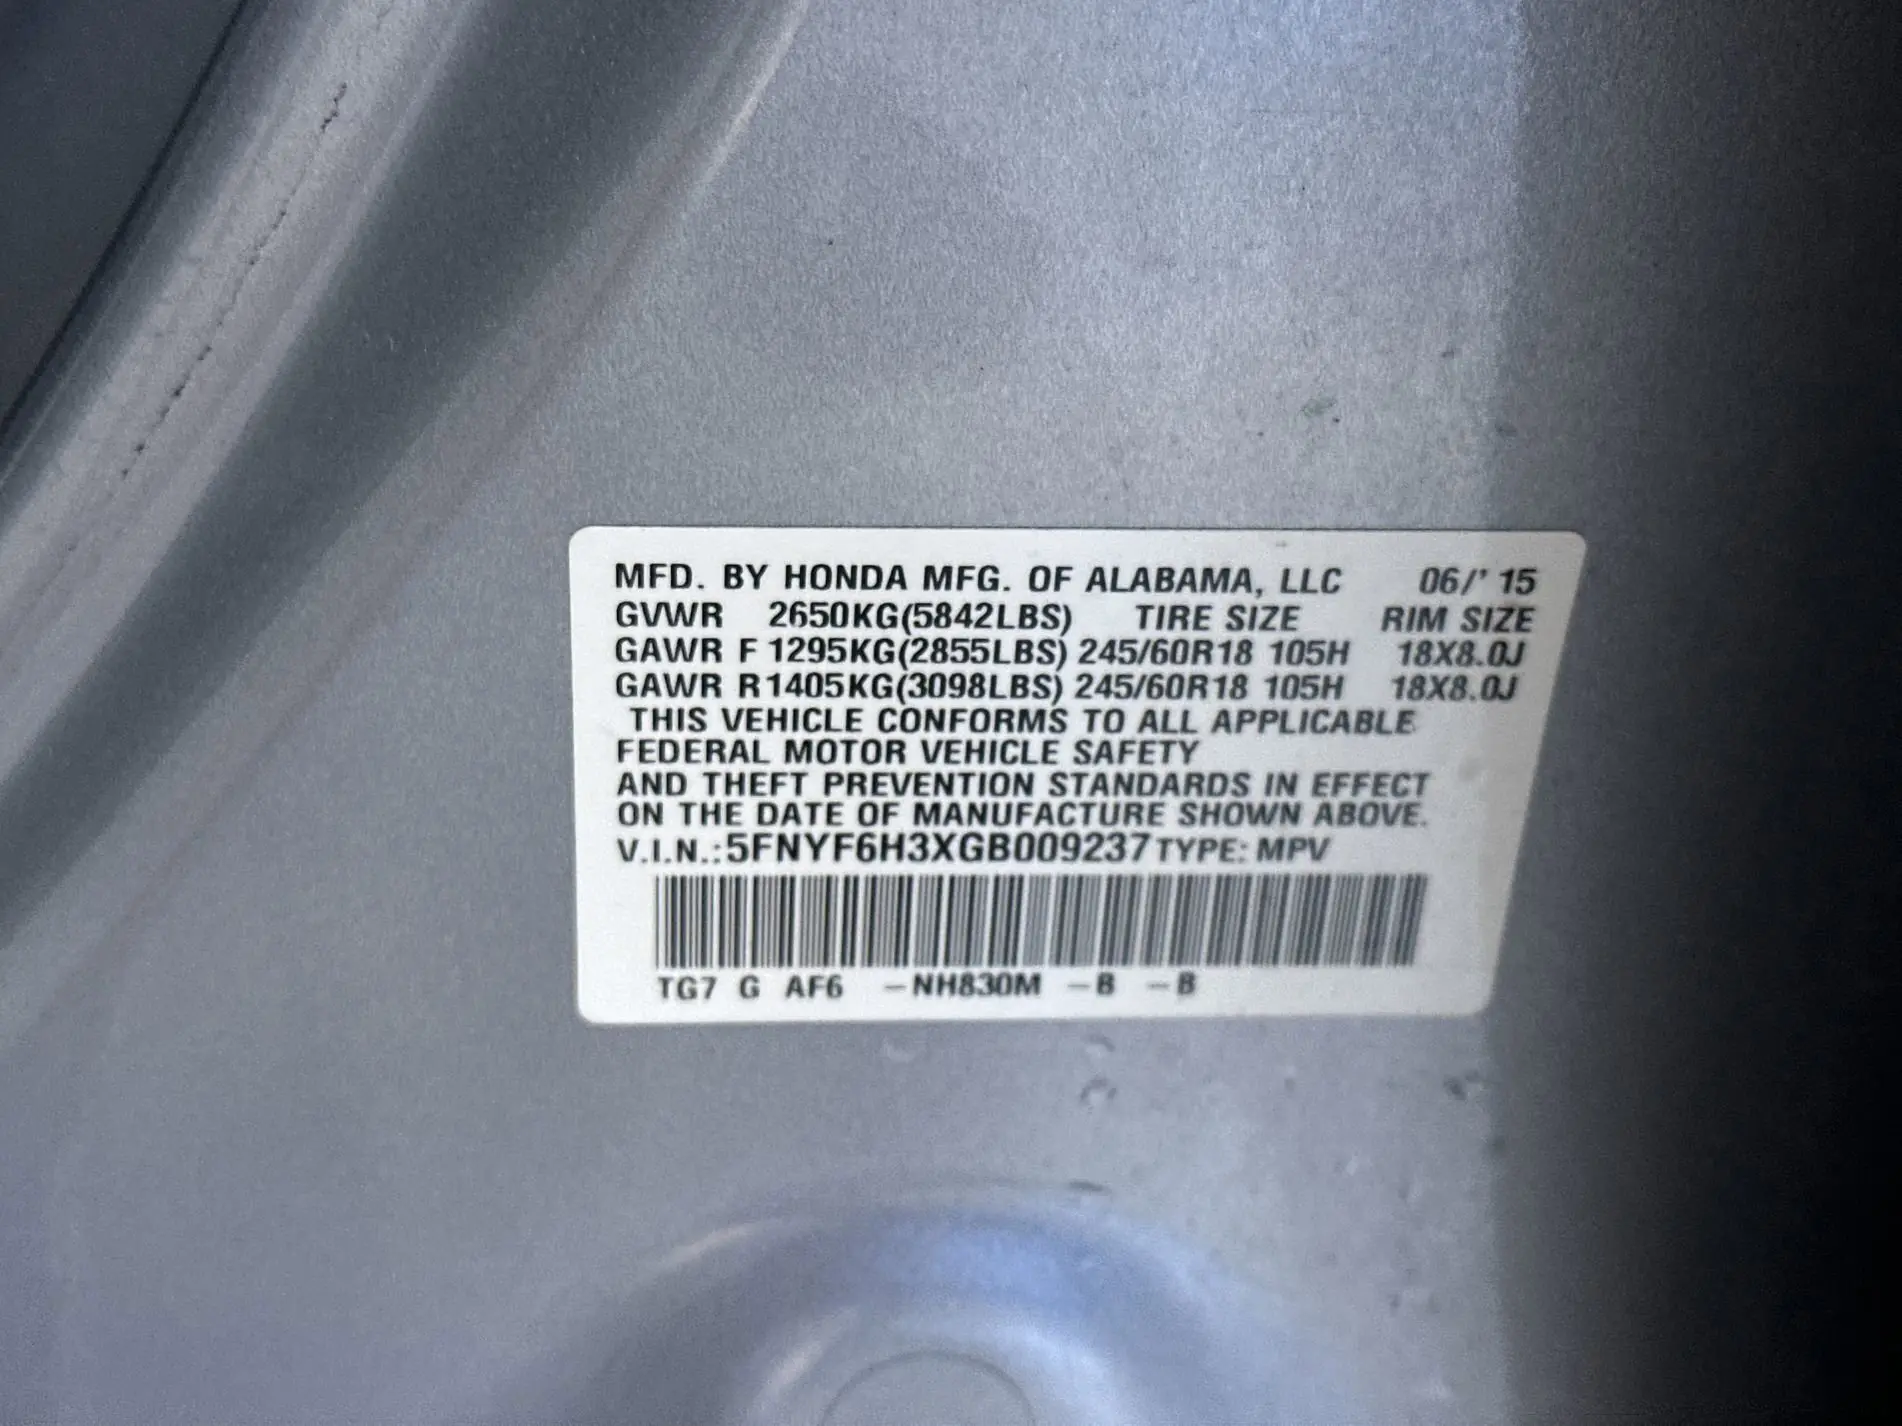 MFD. BY HONDA MFG. OF ALABAMA, LLC 06/' 15
GVWR 2650KG(5842LBS) TIRE SIZE RIM SIZE
GAWR F 1295KG(2855LBS) 245/60R18 105H 18X8.0J
GAWR R1405KG(3098LBS) 245/60R18 105H 18X8.0J
THIS VEHICLE CONFORMS TO ALL APPLICABLE
FEDERAL MOTOR VEHICLE SAFETY
AND THEFT PREVENTION STANDARDS IN EFFECT
ON THE DATE OF MANUFACTURE SHOWN ABOVE.
V.I.N.:5FNYF6H3XGB009237 TYPE: MPV
TG7 G AF6 –NH830M –B –B